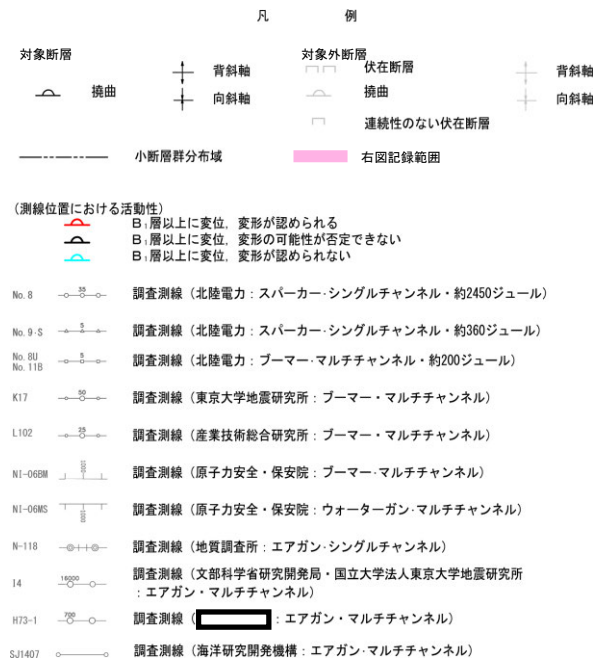 凡 例
対象断層
対象外断層
背斜軸
伏在断層
背斜軸
撓曲
向斜軸
撓曲
向斜軸
連続性のない伏在断層
小断層群分布域
右図記録範囲
(測線位置における活動性)
B₁層以上に変位，変形が認められる
B₁層以上に変位，変形の可能性が否定できない
B₁層以上に変位，変形が認められない
No.8 35 調査測線（北陸電力：スパーカー・シングルチャンネル・約2450ジュール）
No.9-S 5 調査測線（北陸電力：スパーカー・シングルチャンネル・約360ジュール）
No.8U
No.11B 5 調査測線（北陸電力：ブーマー・マルチチャンネル・約200ジュール）
K17 50 調査測線（東京大学地震研究所：ブーマー・マルチチャンネル）
L102 25 調査測線（産業技術総合研究所：ブーマー・マルチチャンネル）
NI-06BM 1000 調査測線（原子力安全・保安院：ブーマー・マルチチャンネル）
NI-06MS 1000 調査測線（原子力安全・保安院：ウォーターガン・マルチチャンネル）
N-118 調査測線（地質調査所：エアガン・シングルチャンネル）
I4 16000 調査測線（文部科学省研究開発局・国立大学法人東京大学地震研究所
：エアガン・マルチチャンネル）
H73-1 700 調査測線（ ：エアガン・マルチチャンネル）
SJ1407 調査測線（海洋研究開発機構：エアガン・マルチチャンネル）